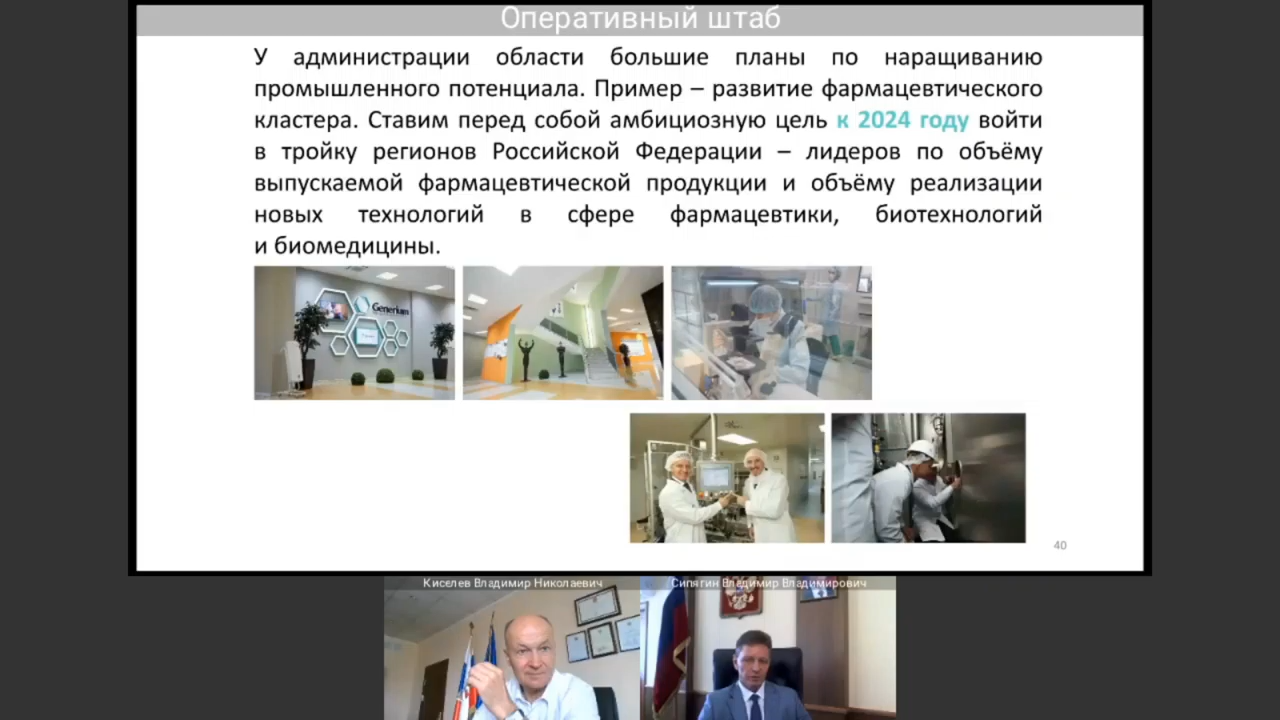 Оперативный штаб
У администрации области большие планы по наращиванию
промышленного потенциала. Пример – развитие фармацевтического
кластера. Ставим перед собой амбициозную цель к 2024 году войти
в тройку регионов Российской Федерации – лидеров по объёму
выпускаемой фармацевтической продукции и объёму реализации
новых технологий в сфере фармацевтики, биотехнологий
и биомедицины.
Generium
40
Киселев Владимир Николаевич
Сипягин Владимир Владимирович